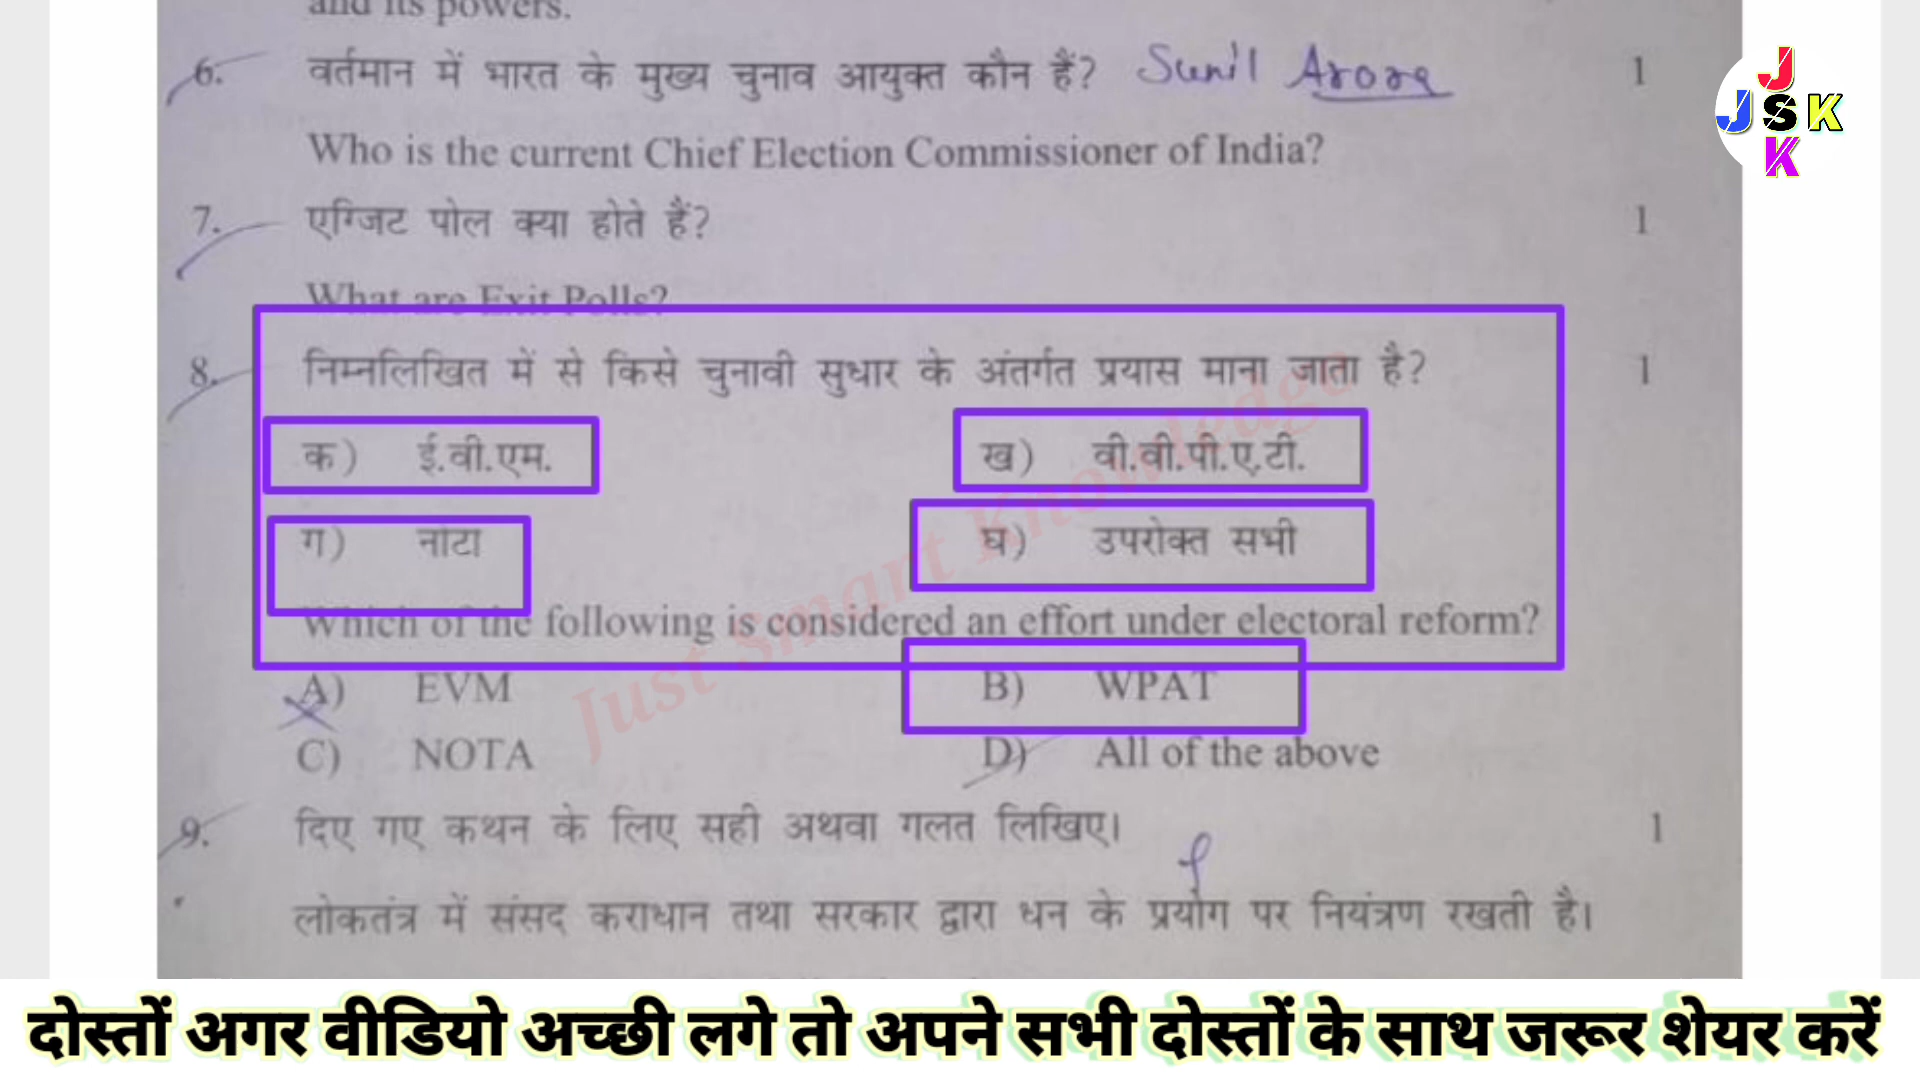 and its powers.
6. वर्तमान में भारत के मुख्य चुनाव आयुक्त कौन हैं? Sunil Arora 1
Who is the current Chief Election Commissioner of India?
7. एग्जिट पोल क्या होते हैं? 1
What are Exit Polls?
8. निम्नलिखित में से किसे चुनावी सुधार के अंतर्गत प्रयास माना जाता है? 1
क) ई.वी.एम. ख) वी.वी.पी.ए.टी.
ग) नोटा घ) उपरोक्त सभी
Which of the following is considered an effort under electoral reform?
A) EVM B) WPAT
C) NOTA D) All of the above
9. दिए गए कथन के लिए सही अथवा गलत लिखिए। 1
लोकतंत्र में संसद कराधान तथा सरकार द्वारा धन के प्रयोग पर नियंत्रण रखती है।
Just Smart Knowledge
J
J S K
K
दोस्तों अगर वीडियो अच्छी लगे तो अपने सभी दोस्तों के साथ जरूर शेयर करें